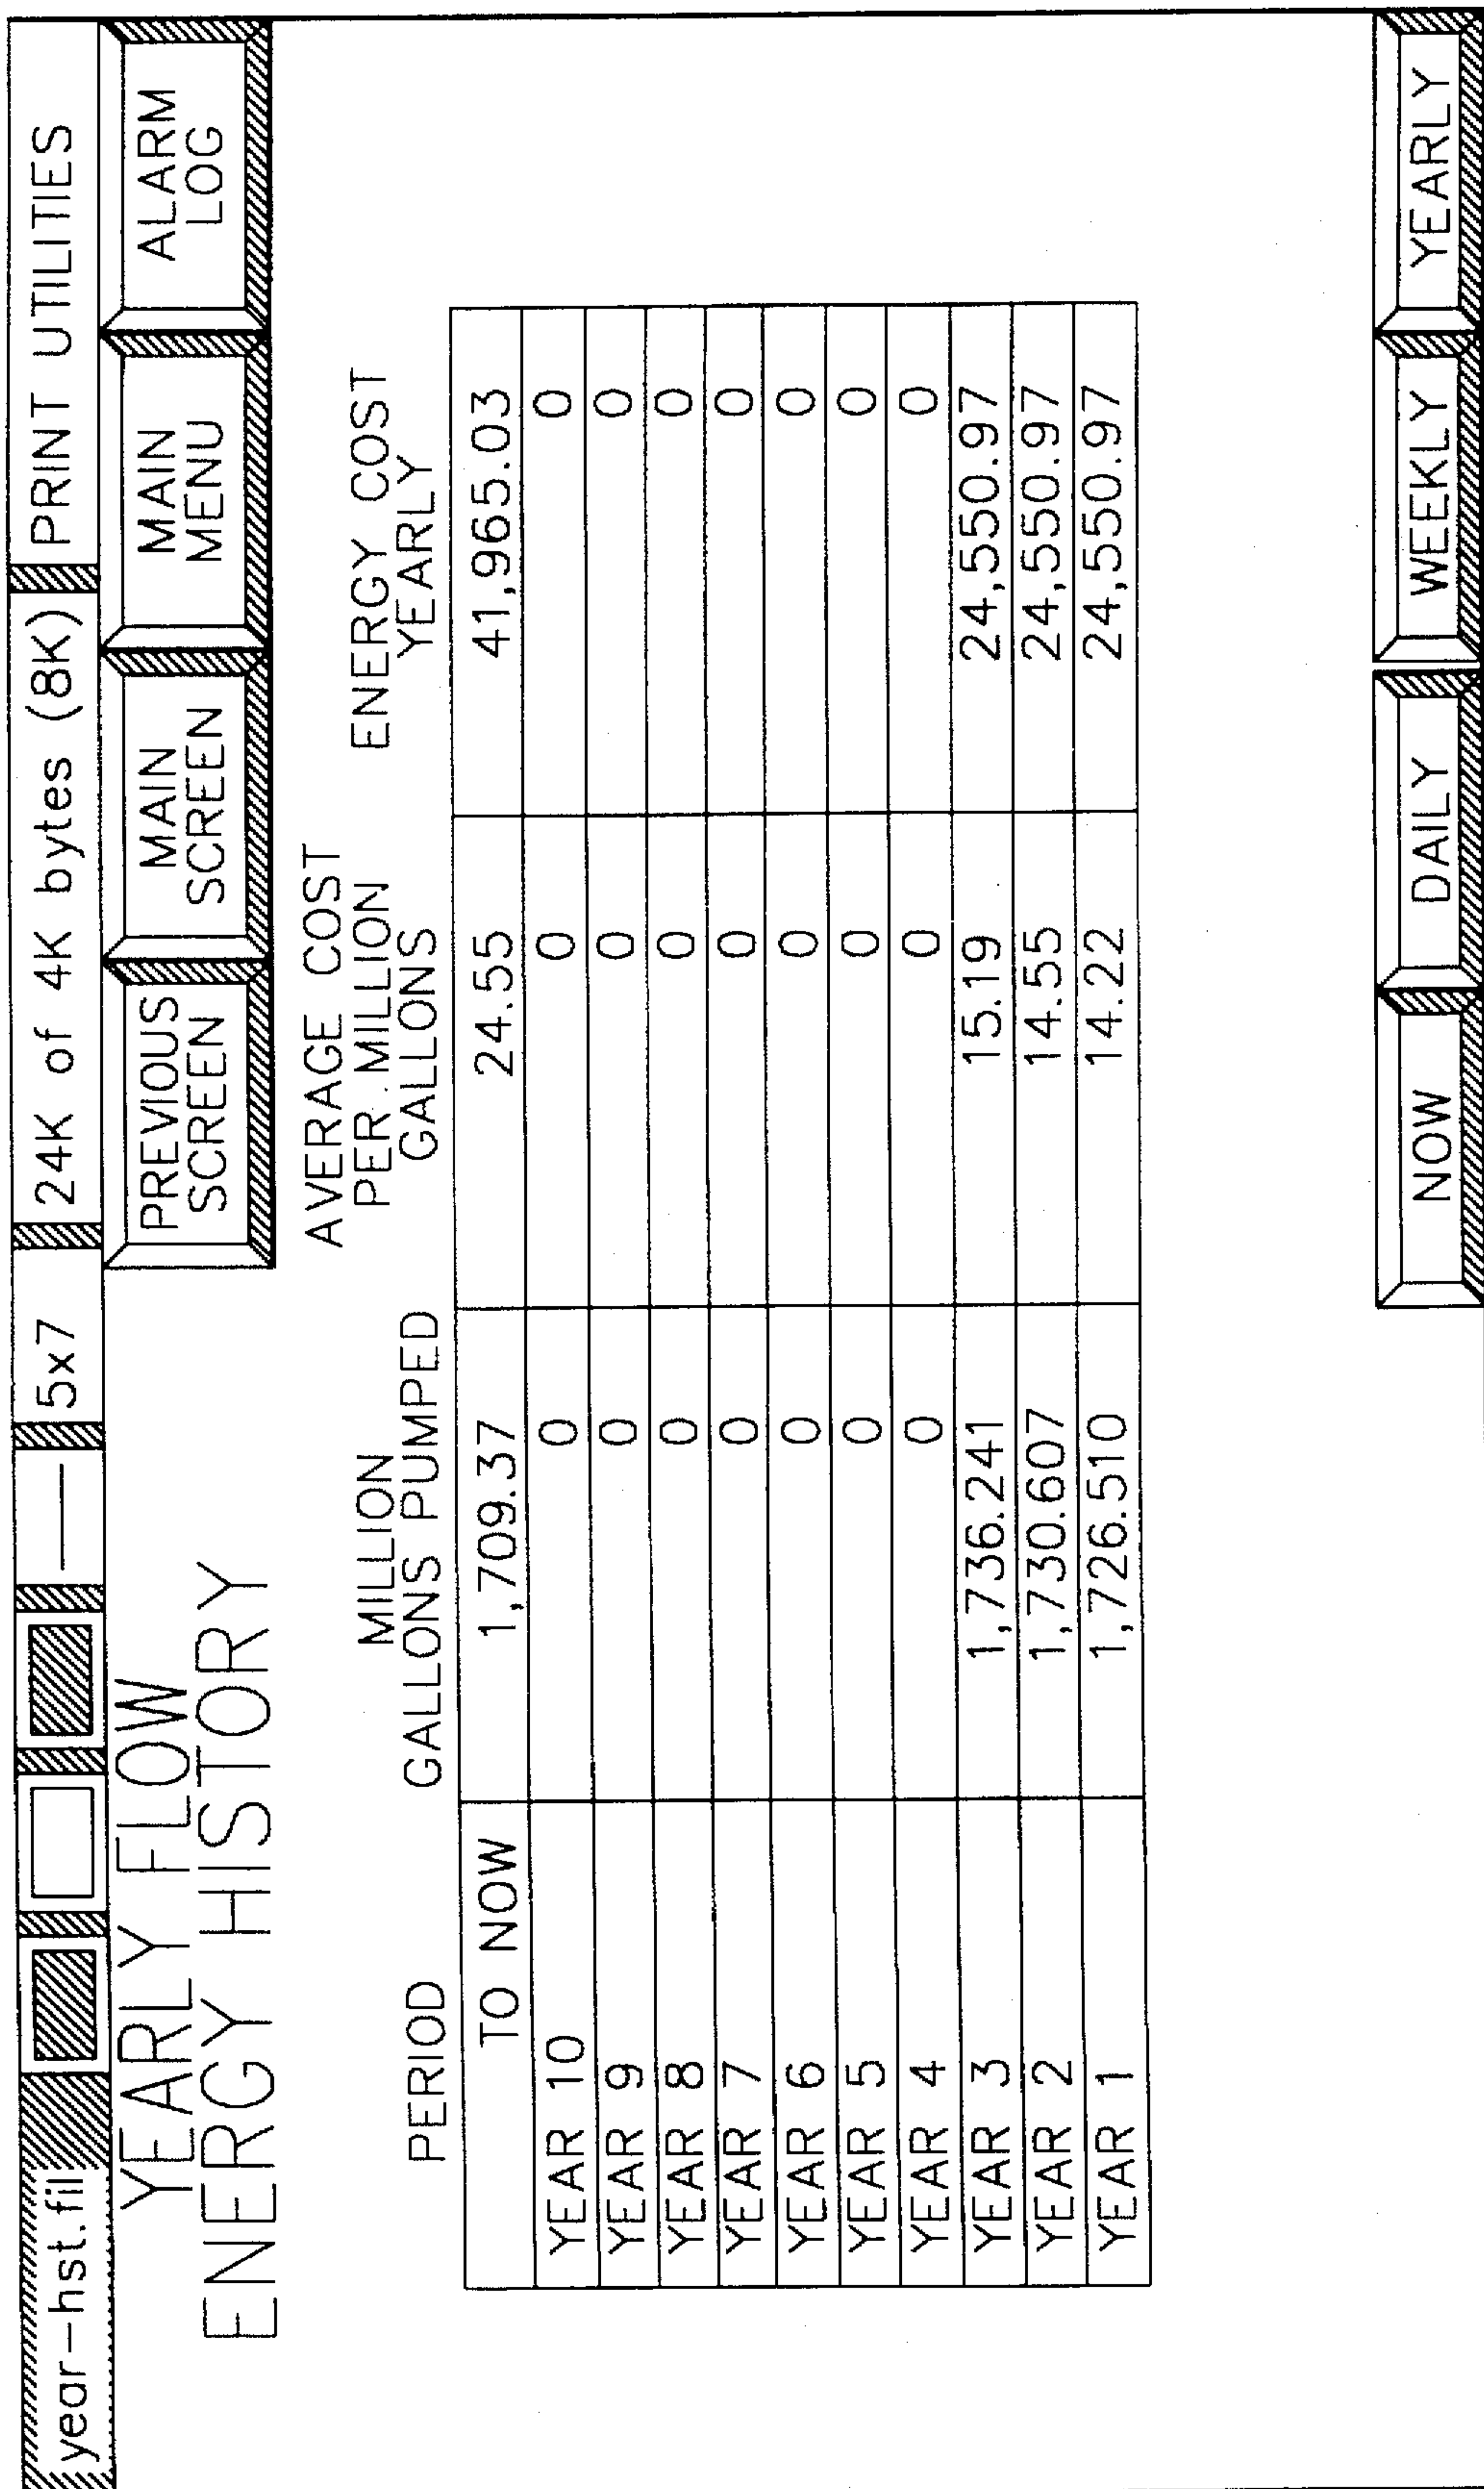 year-hst.fil 5x7 24K of 4K bytes (8K) PRINT UTILITIES
YEARLY FLOW
ENERGY HISTORY
PREVIOUS
SCREEN
MAIN
SCREEN
MAIN
MENU
ALARM
LOG
PERIOD
MILLION
GALLONS PUMPED
AVERAGE COST
PER MILLION
GALLONS
ENERGY COST
YEARLY
TO NOW 1,709.37 24.55 41,965.03
YEAR 10 0 0 0
YEAR 9 0 0 0
YEAR 8 0 0 0
YEAR 7 0 0 0
YEAR 6 0 0 0
YEAR 5 0 0 0
YEAR 4 0 0 0
YEAR 3 1,736.241 15.19 24,550.97
YEAR 2 1,730.607 14.55 24,550.97
YEAR 1 1,726.510 14.22 24,550.97
NOW DAILY WEEKLY YEARLY